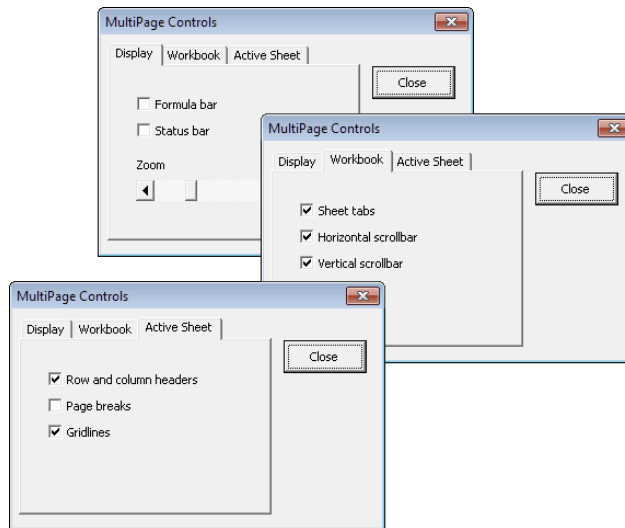 MultiPage Controls
Display Workbook Active Sheet
Close
Formula bar
Status bar
Zoom
MultiPage Controls
Display Workbook Active Sheet
Close
Sheet tabs
Horizontal scrollbar
Vertical scrollbar
MultiPage Controls
Display Workbook Active Sheet
Close
Row and column headers
Page breaks
Gridlines